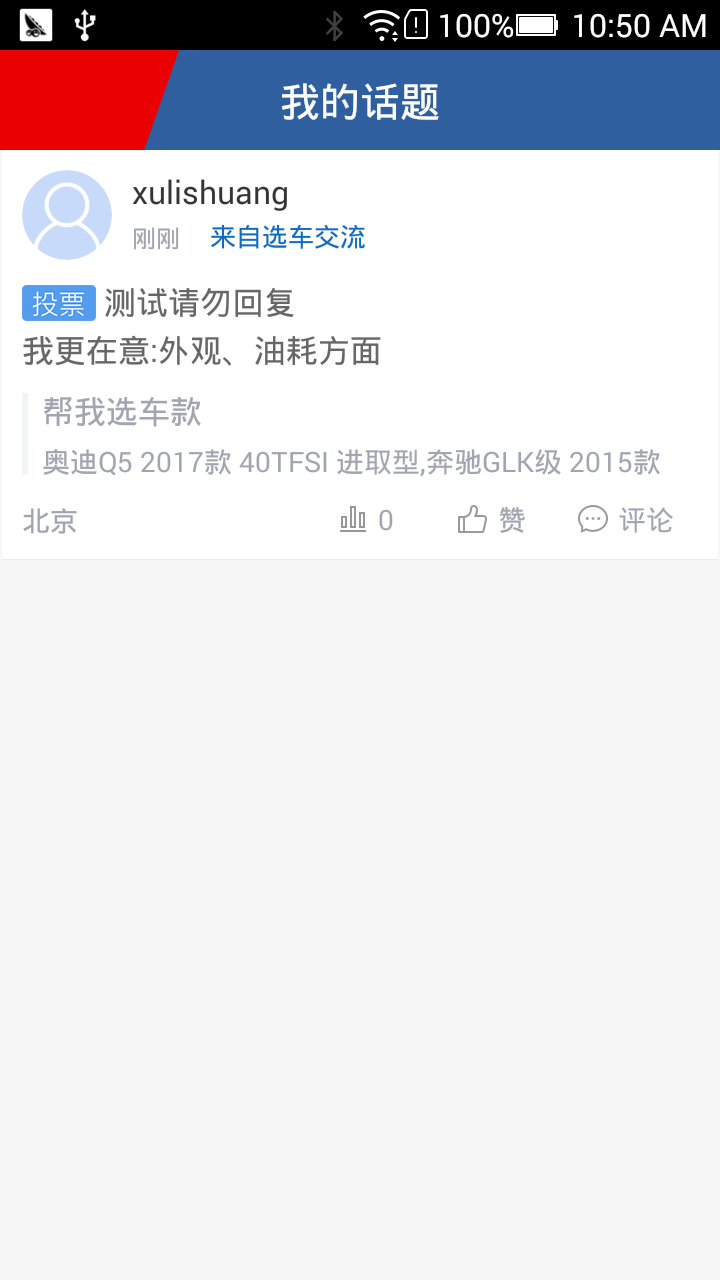 100% 10:50 AM
我的话题
xulishuang
刚刚 来自选车交流
投票 测试请勿回复
我更在意:外观、油耗方面
帮我选车款
奥迪Q5 2017款 40TFSI 进取型,奔驰GLK级 2015款
北京 0 赞 评论